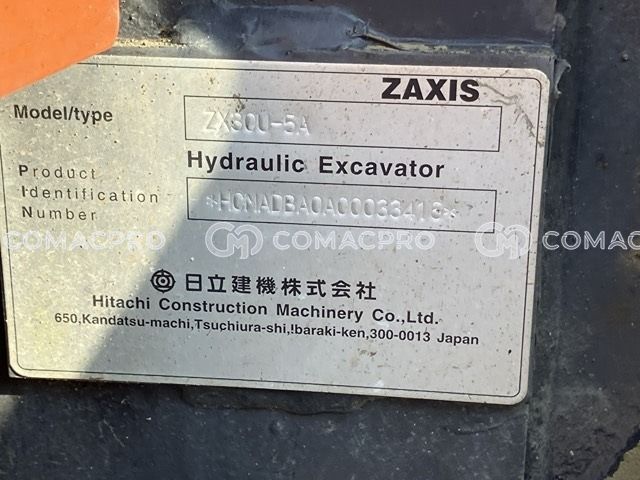 ZAXIS
Model/type ZX30U-5A
Hydraulic Excavator
Product
Identification
Number
COMACPRO COMACPRO COMACPRO
日立建機株式会社
Hitachi Construction Machinery Co.,Ltd.
650,Kandatsu-machi,Tsuchiura-shi,Ibaraki-ken,300-0013 Japan